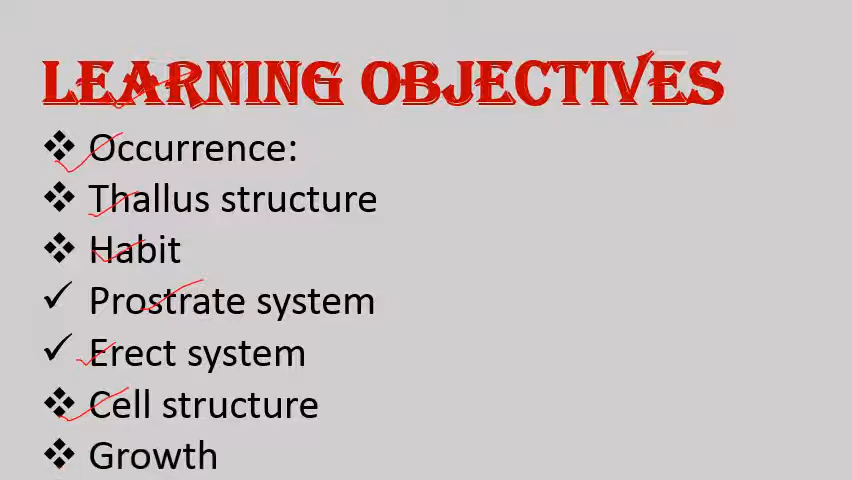 LEARNING OBJECTIVES
❖ Occurrence:
❖ Thallus structure
❖ Habit
✓ Prostrate system
✓ Erect system
❖ Cell structure
❖ Growth